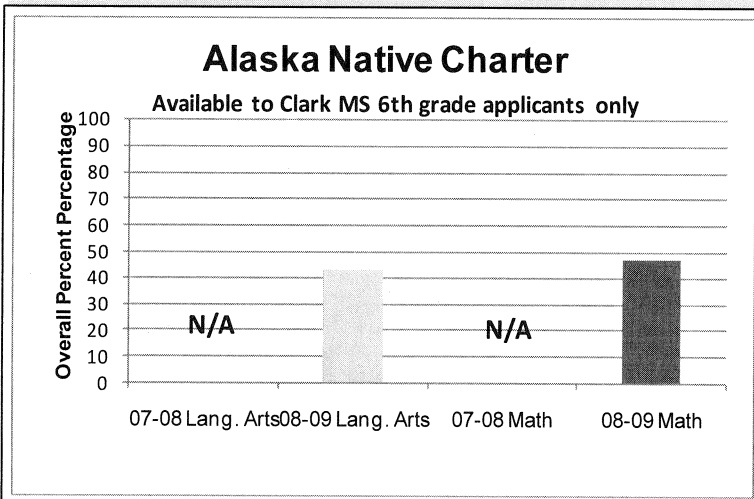 Alaska Native Charter
Available to Clark MS 6th grade applicants only
Overall Percent Percentage
100
90
80
70
60
50
40
30
20
10
0
N/A
N/A
07-08 Lang. Arts 08-09 Lang. Arts 07-08 Math 08-09 Math